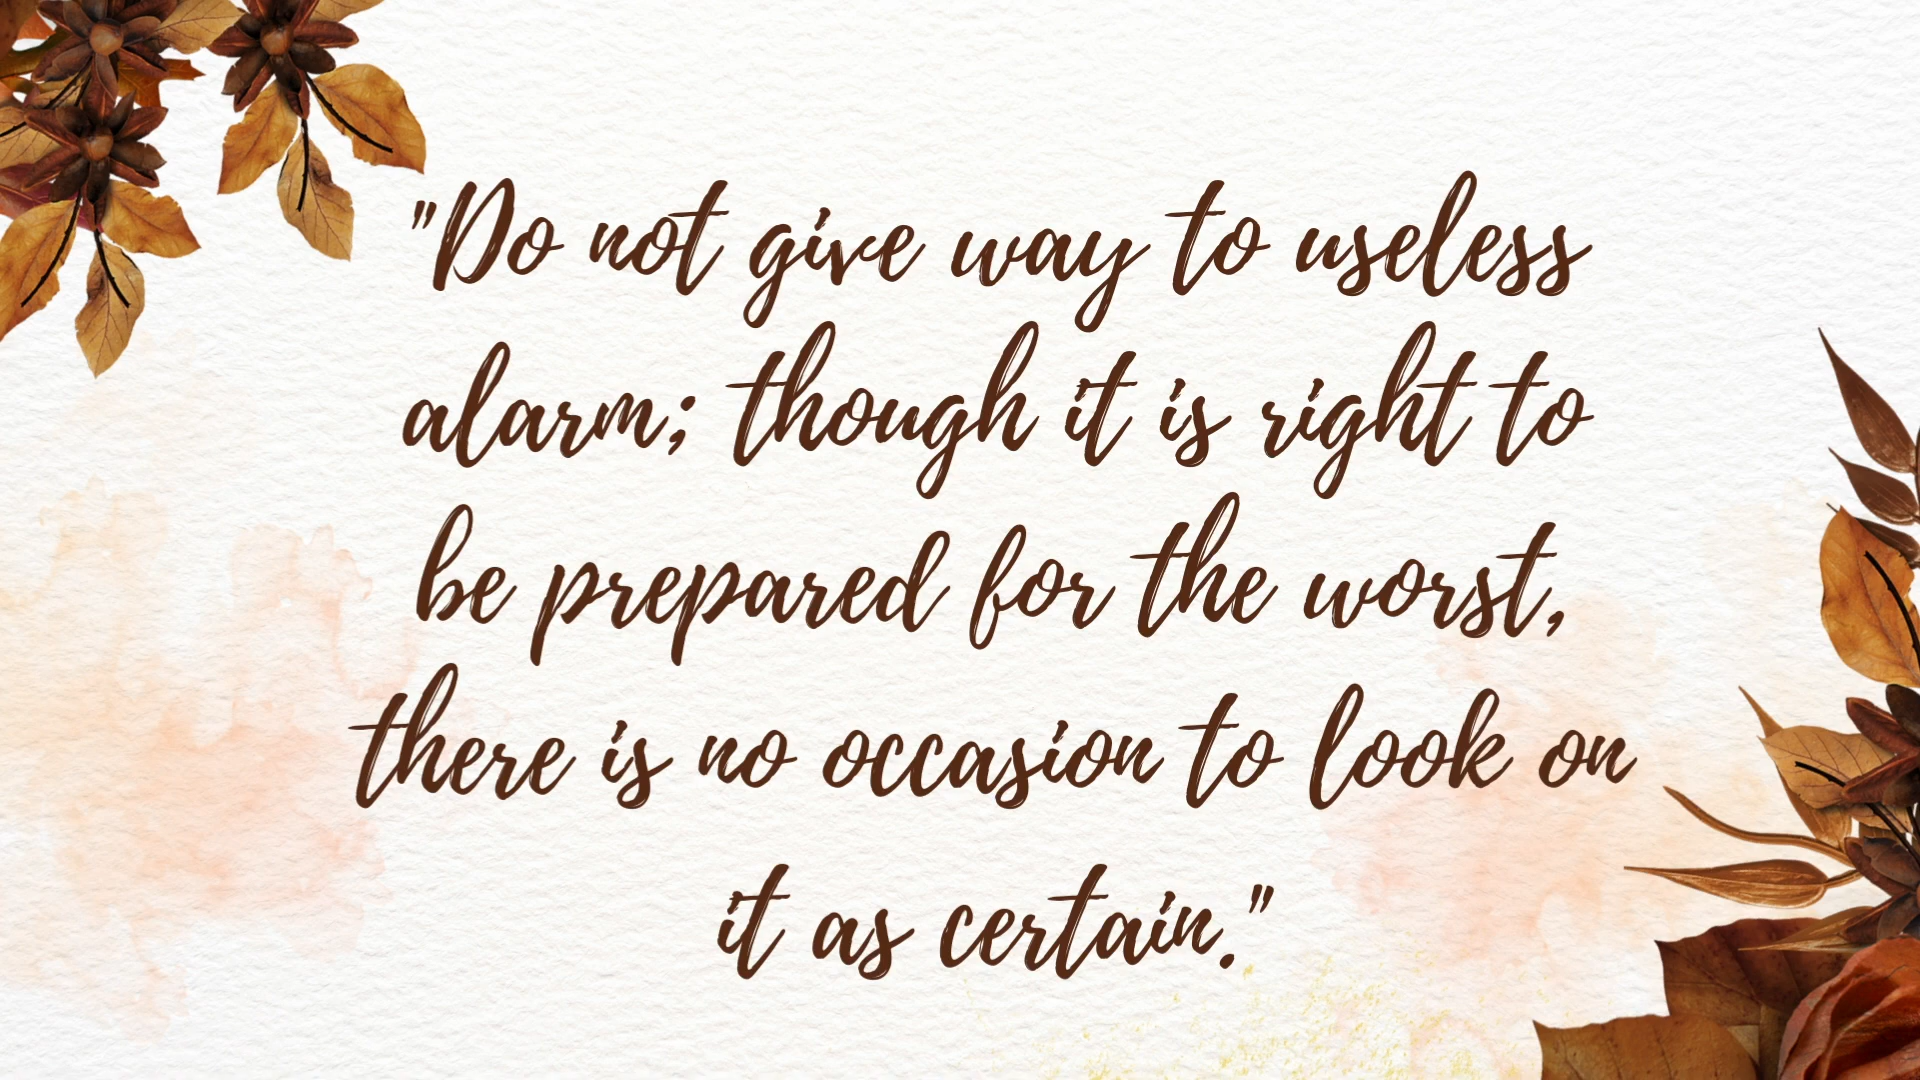 "Do not give way to useless
alarm; though it is right to
be prepared for the worst,
there is no occasion to look on
it as certain."